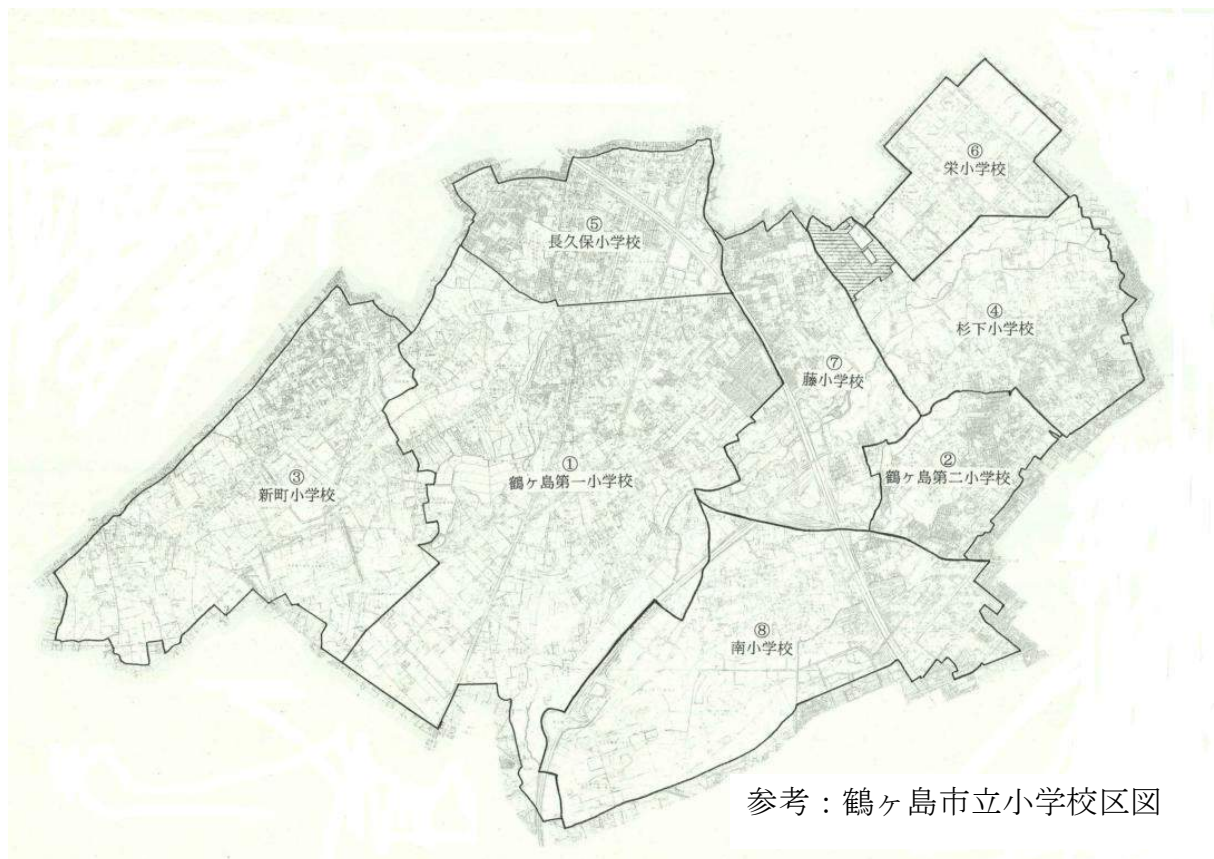 ⑥
栄小学校
⑤
長久保小学校
④
杉下小学校
⑦
藤小学校
①
鶴ヶ島第一小学校
②
鶴ヶ島第二小学校
③
新町小学校
⑧
南小学校
参考：鶴ヶ島市立小学校区図